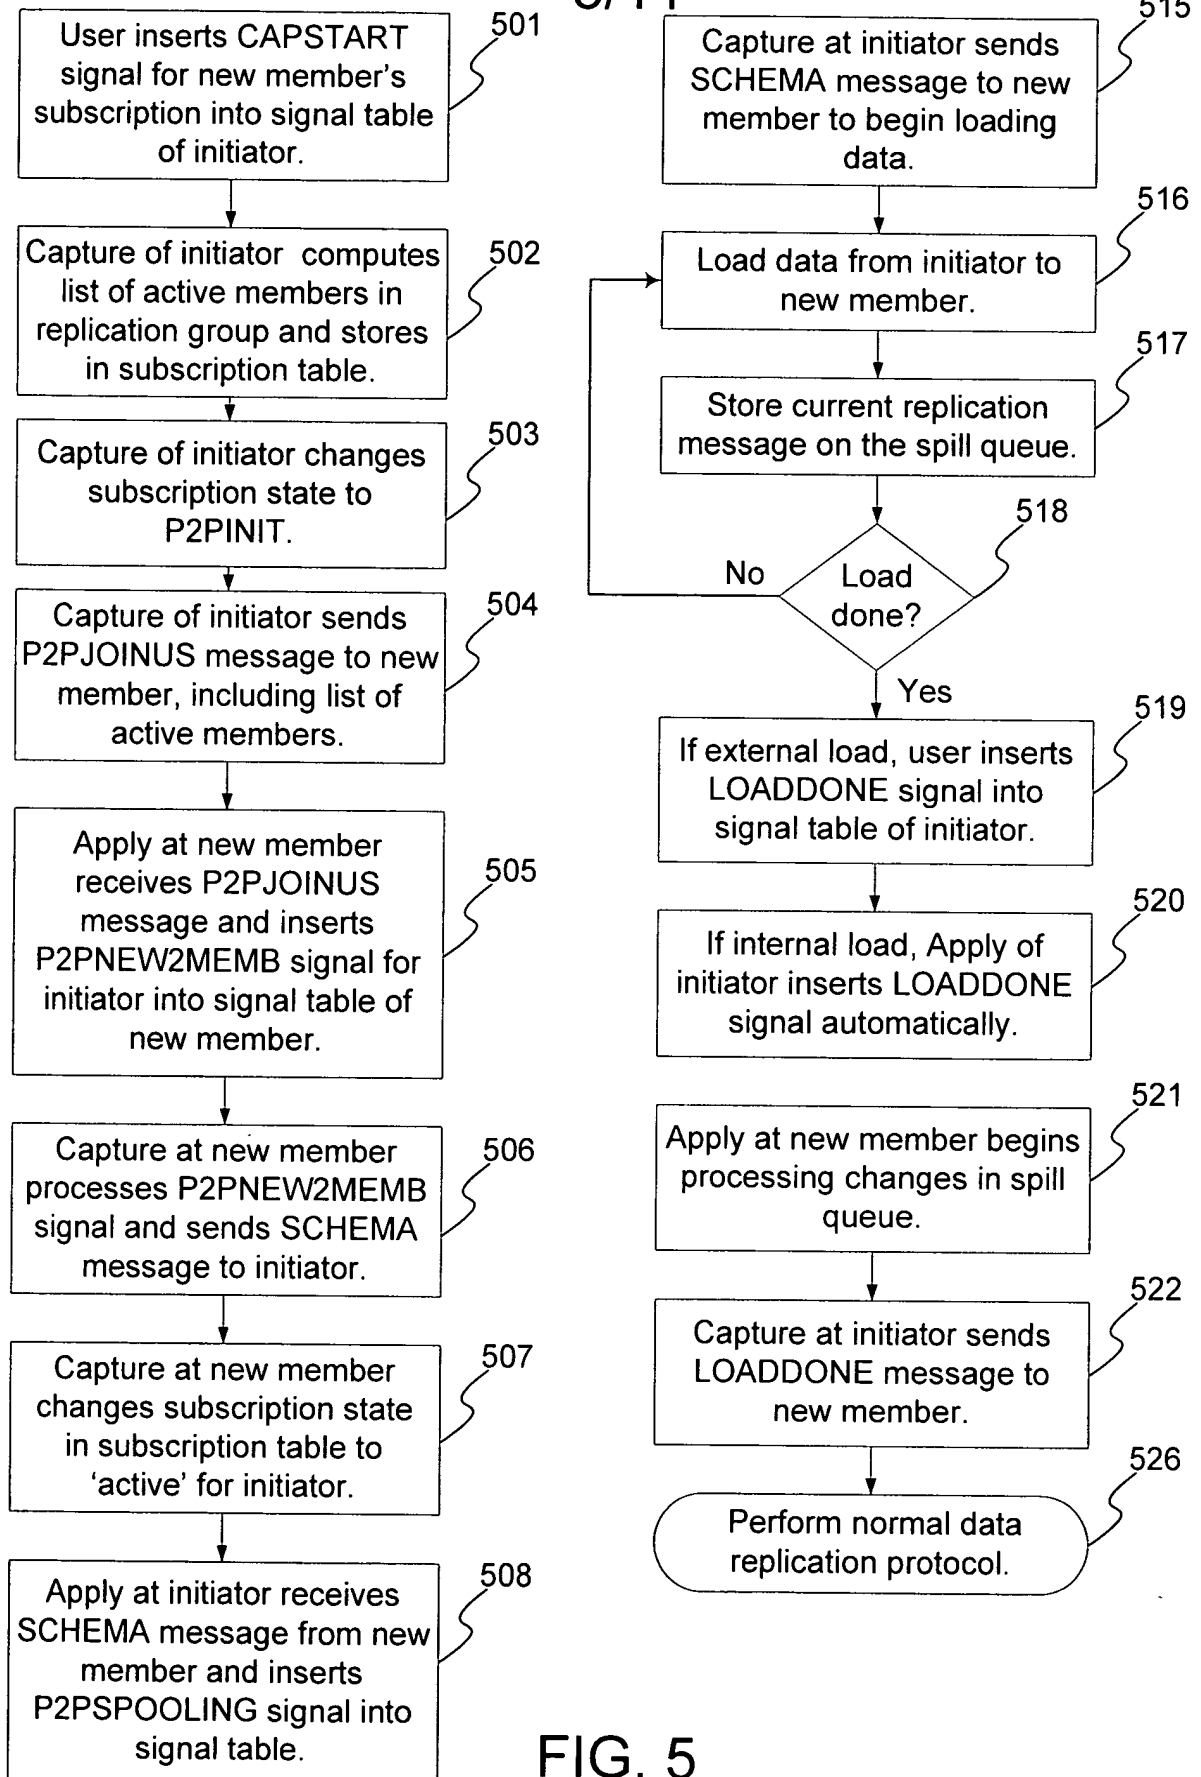 User inserts CAPSTART
signal for new member's
subscription into signal table
of initiator.
501
Capture of initiator computes
list of active members in
replication group and stores
in subscription table.
502
Capture of initiator changes
subscription state to
P2PINIT.
503
Capture of initiator sends
P2PJOINUS message to new
member, including list of
active members.
504
Apply at new member
receives P2PJOINUS
message and inserts
P2PNEW2MEMB signal for
initiator into signal table of
new member.
505
Capture at new member
processes P2PNEW2MEMB
signal and sends SCHEMA
message to initiator.
506
Capture at new member
changes subscription state
in subscription table to
‘active’ for initiator.
507
Apply at initiator receives
SCHEMA message from new
member and inserts
P2PSPOOLING signal into
signal table.
508
Capture at initiator sends
SCHEMA message to new
member to begin loading
data.
515
Load data from initiator to
new member.
516
Store current replication
message on the spill queue.
517
Load
done?
518
No
Yes
If external load, user inserts
LOADDONE signal into
signal table of initiator.
519
If internal load, Apply of
initiator inserts LOADDONE
signal automatically.
520
Apply at new member begins
processing changes in spill
queue.
521
Capture at initiator sends
LOADDONE message to
new member.
522
Perform normal data
replication protocol.
526
FIG. 5